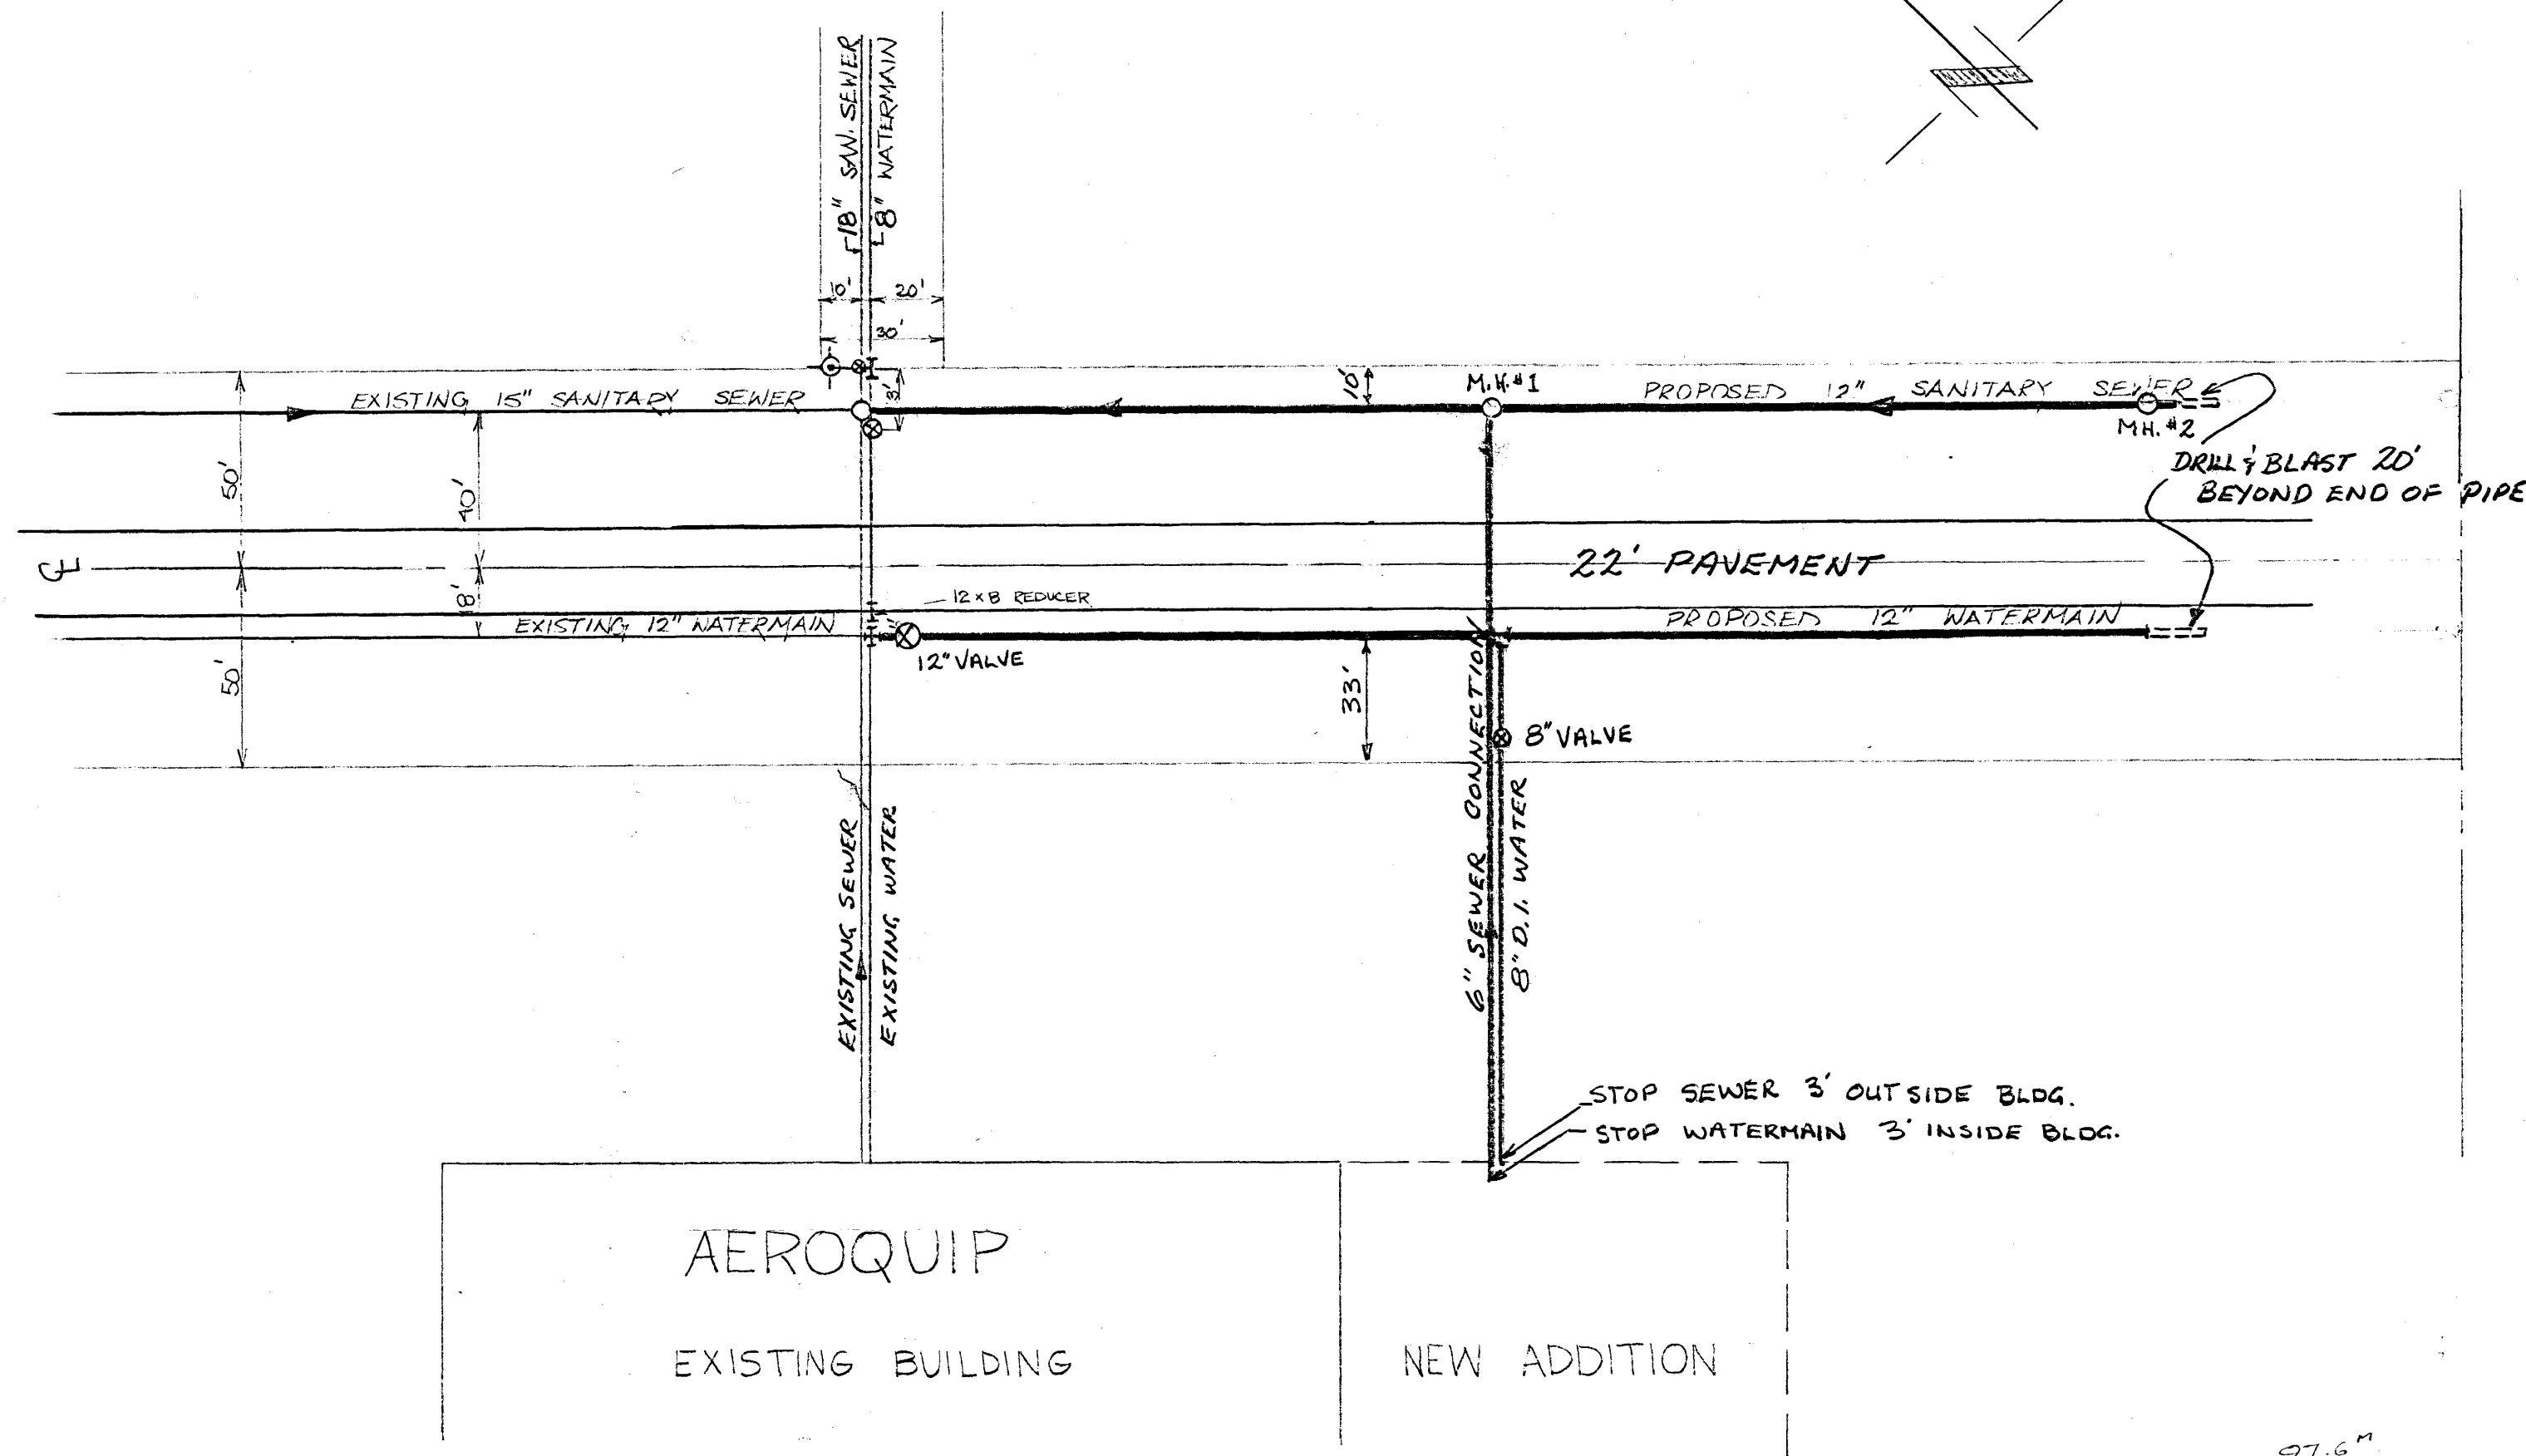 18" SAN. SEWER
8" WATERMAIN
10'
20'
30'
3'
EXISTING 15" SANITARY SEWER
10'
M.H.#1
PROPOSED 12" SANITARY SEWER
MH.#2
DRILL & BLAST 20'
BEYOND END OF PIPE
50'
40'
CL
22' PAVEMENT
18'
12 x 8 REDUCER
EXISTING 12" WATERMAIN
PROPOSED 12" WATERMAIN
12" VALVE
50'
33'
8" VALVE
6" SEWER CONNECTION
8" D.I. WATER
EXISTING SEWER
EXISTING WATER
STOP SEWER 3' OUTSIDE BLDG.
STOP WATERMAIN 3' INSIDE BLDG.
AEROQUIP
EXISTING BUILDING
NEW ADDITION